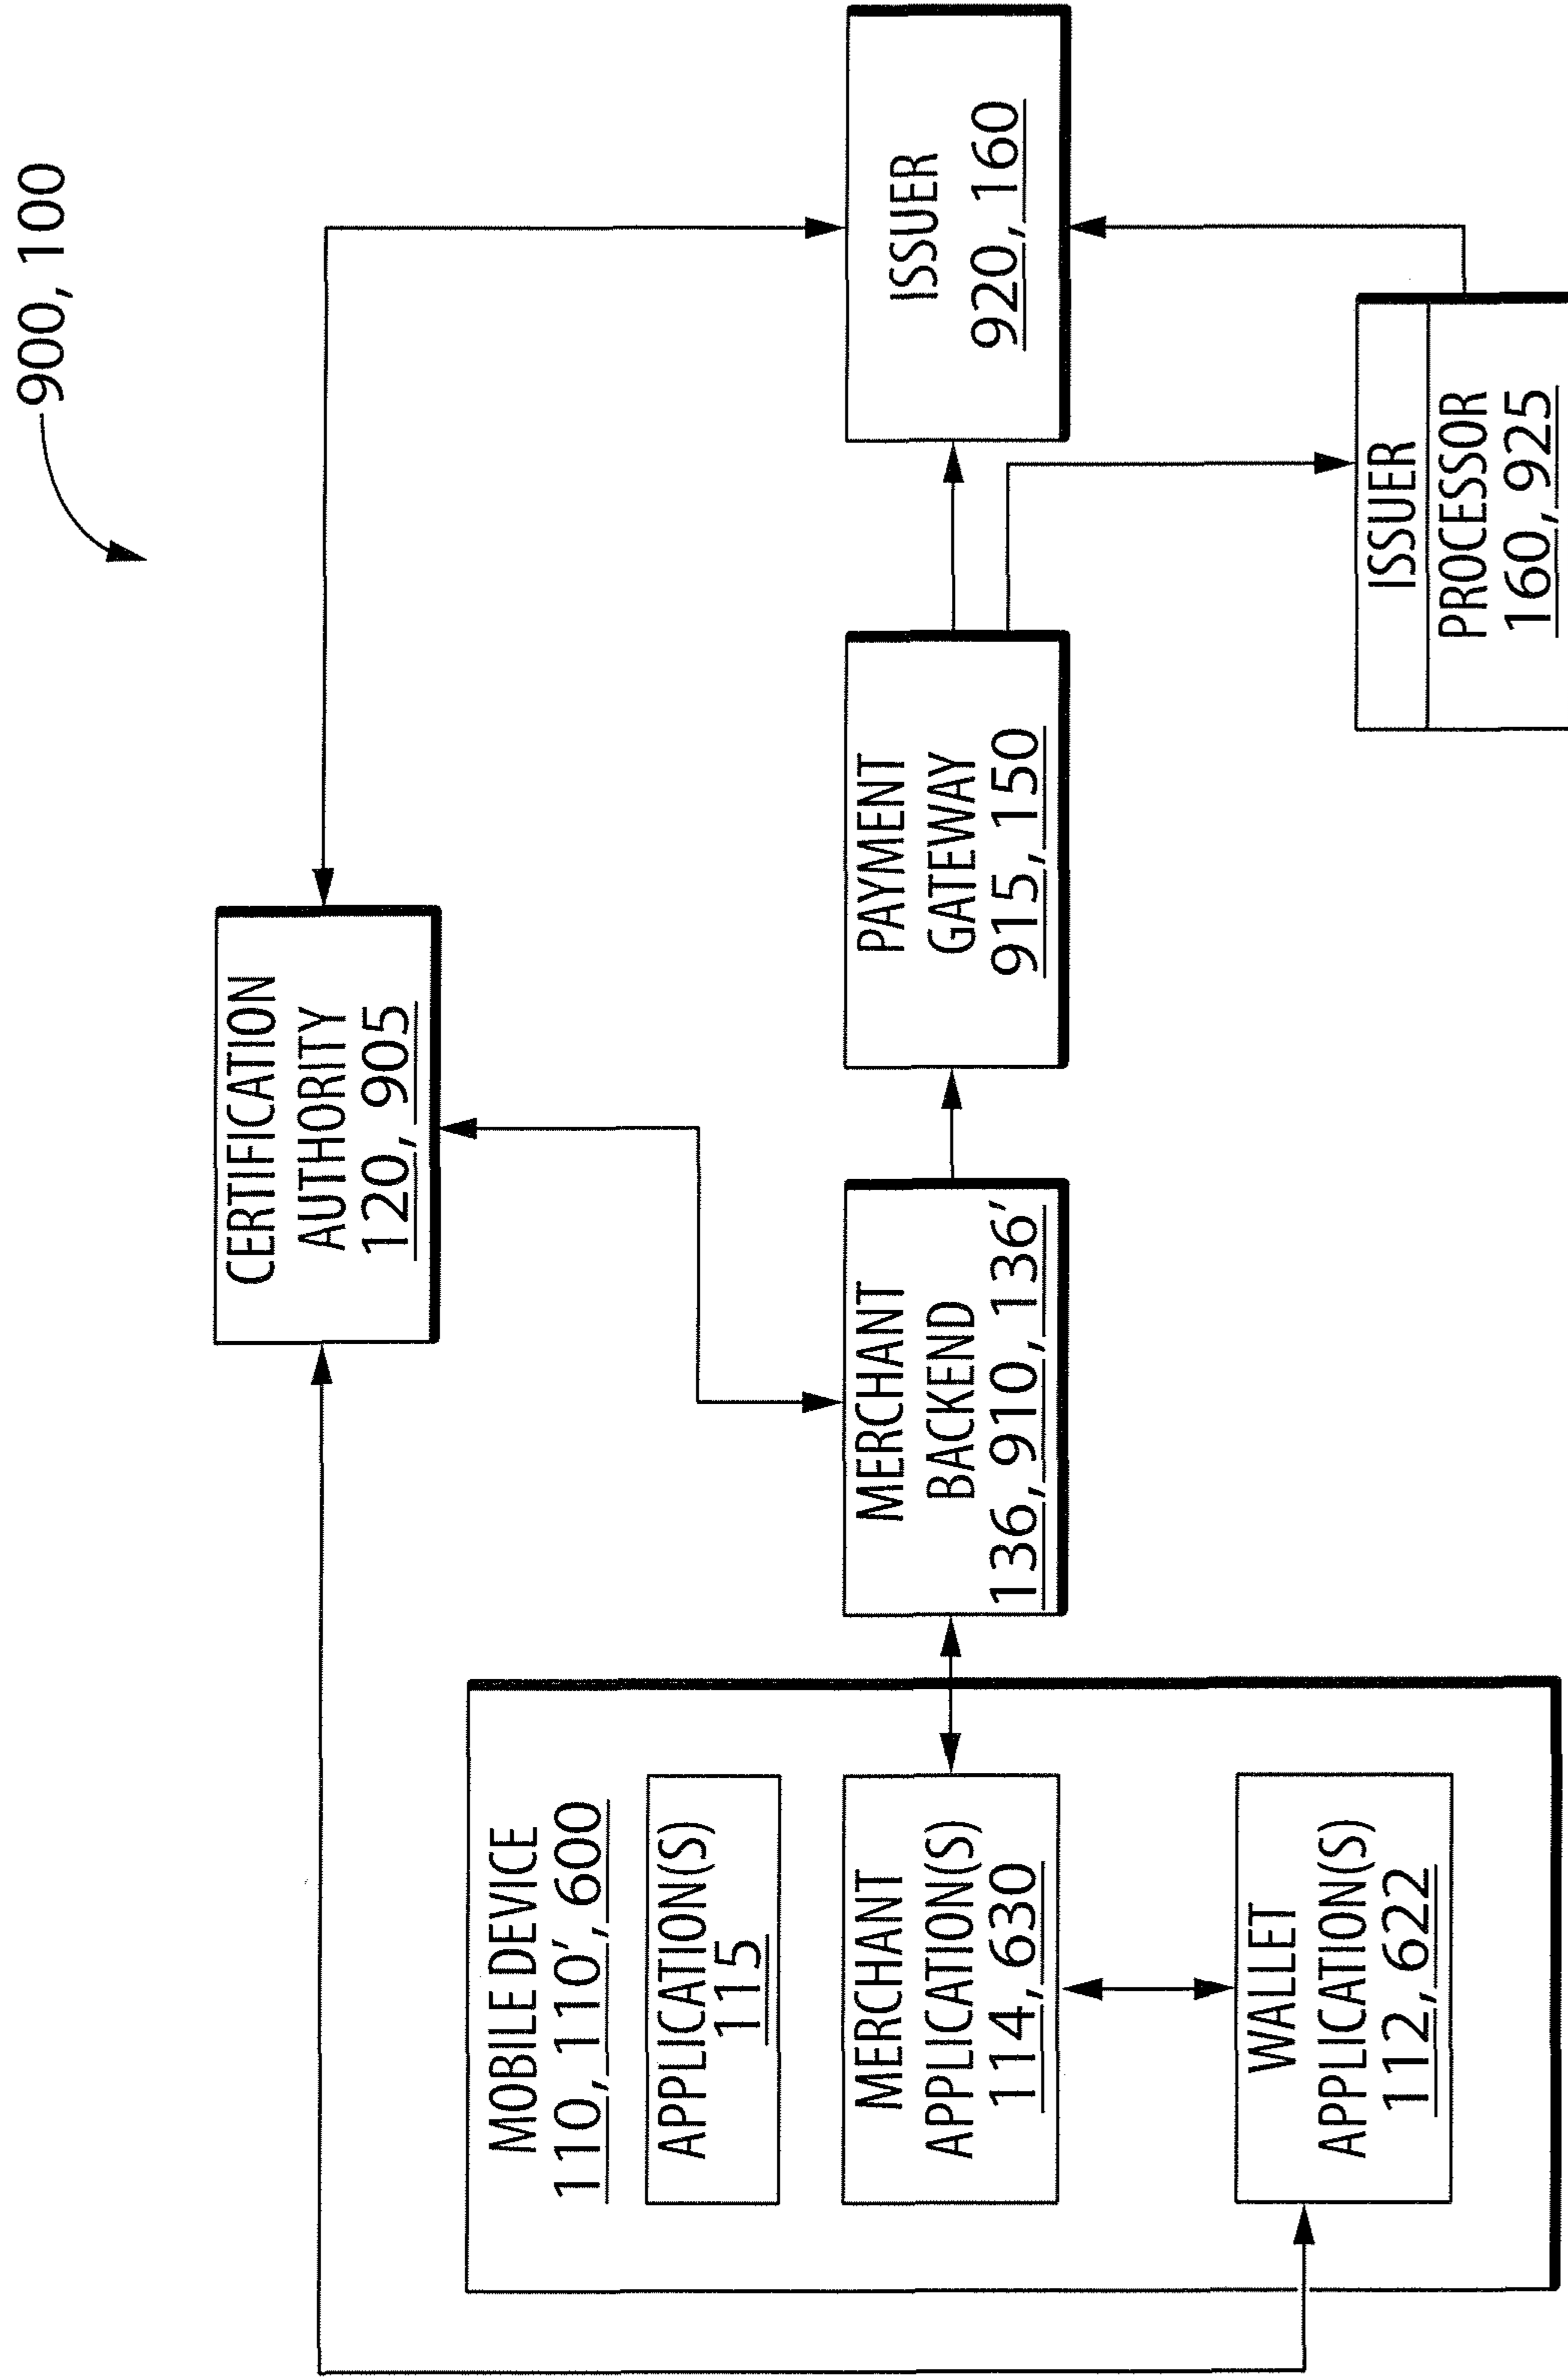 900, 100
CERTIFICATION
AUTHORITY
120, 905
MOBILE DEVICE
110, 110', 600
APPLICATION(S)
115
MERCHANT
APPLICATION(S)
114, 630
WALLET
APPLICATION(S)
112, 622
MERCHANT
BACKEND
136, 910, 136'
PAYMENT
GATEWAY
915, 150
ISSUER
920, 160
ISSUER
PROCESSOR
160, 925